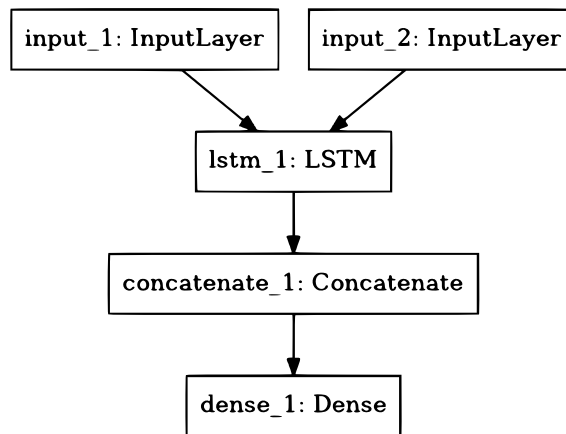 input_1: InputLayer
input_2: InputLayer
lstm_1: LSTM
concatenate_1: Concatenate
dense_1: Dense